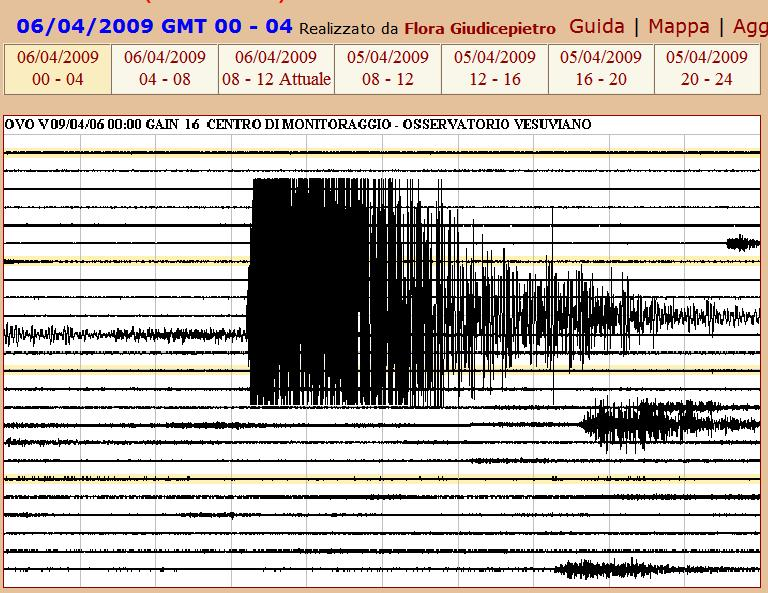 06/04/2009 GMT 00 - 04 Realizzato da Flora Giudicepietro Guida | Mappa | Agg
06/04/2009 06/04/2009 06/04/2009 05/04/2009 05/04/2009 05/04/2009 05/04/2009
00 - 04 04 - 08 08 - 12 Attuale 08 - 12 12 - 16 16 - 20 20 - 24
OVO V 09/04/06 00:00 GAIN 16 CENTRO DI MONITORAGGIO - OSSERVATORIO VESUVIANO